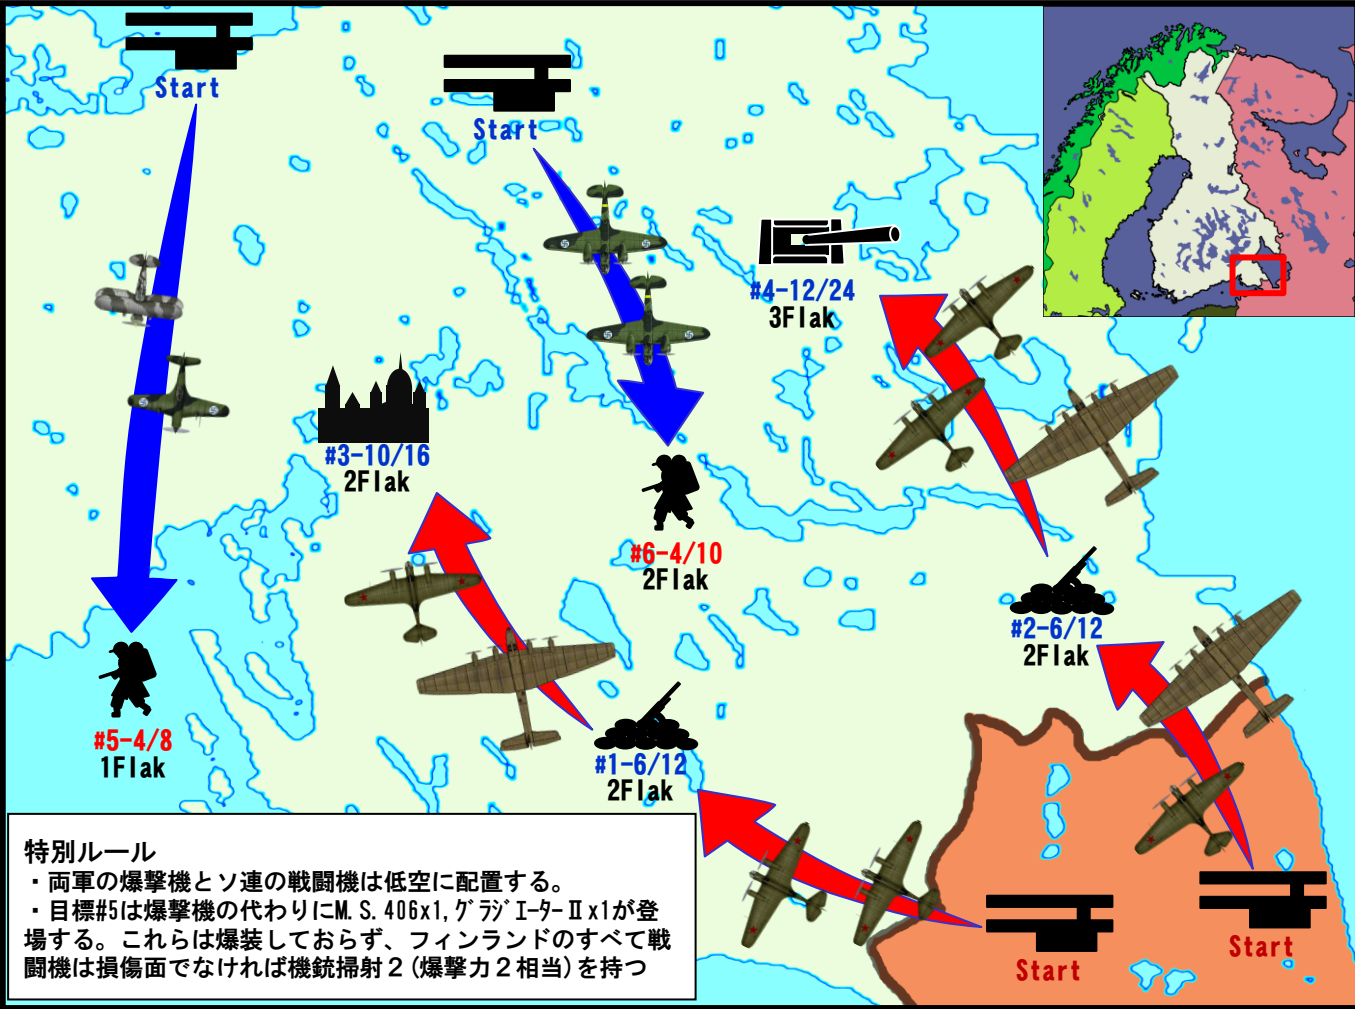 Start
Start
#4-12/24
3Flak
#3-10/16
2Flak
#6-4/10
2Flak
#2-6/12
2Flak
#5-4/8
1Flak
#1-6/12
2Flak
Start
Start
特別ルール
・両軍の爆撃機とソ連の戦闘機は低空に配置する。
・目標#5は爆撃機の代わりにM.S.406x1,グラジエーターⅡx1が登
場する。これらは爆装しておらず、フィンランドのすべて戦
闘機は損傷面でなければ機銃掃射2(爆撃力2相当)を持つ